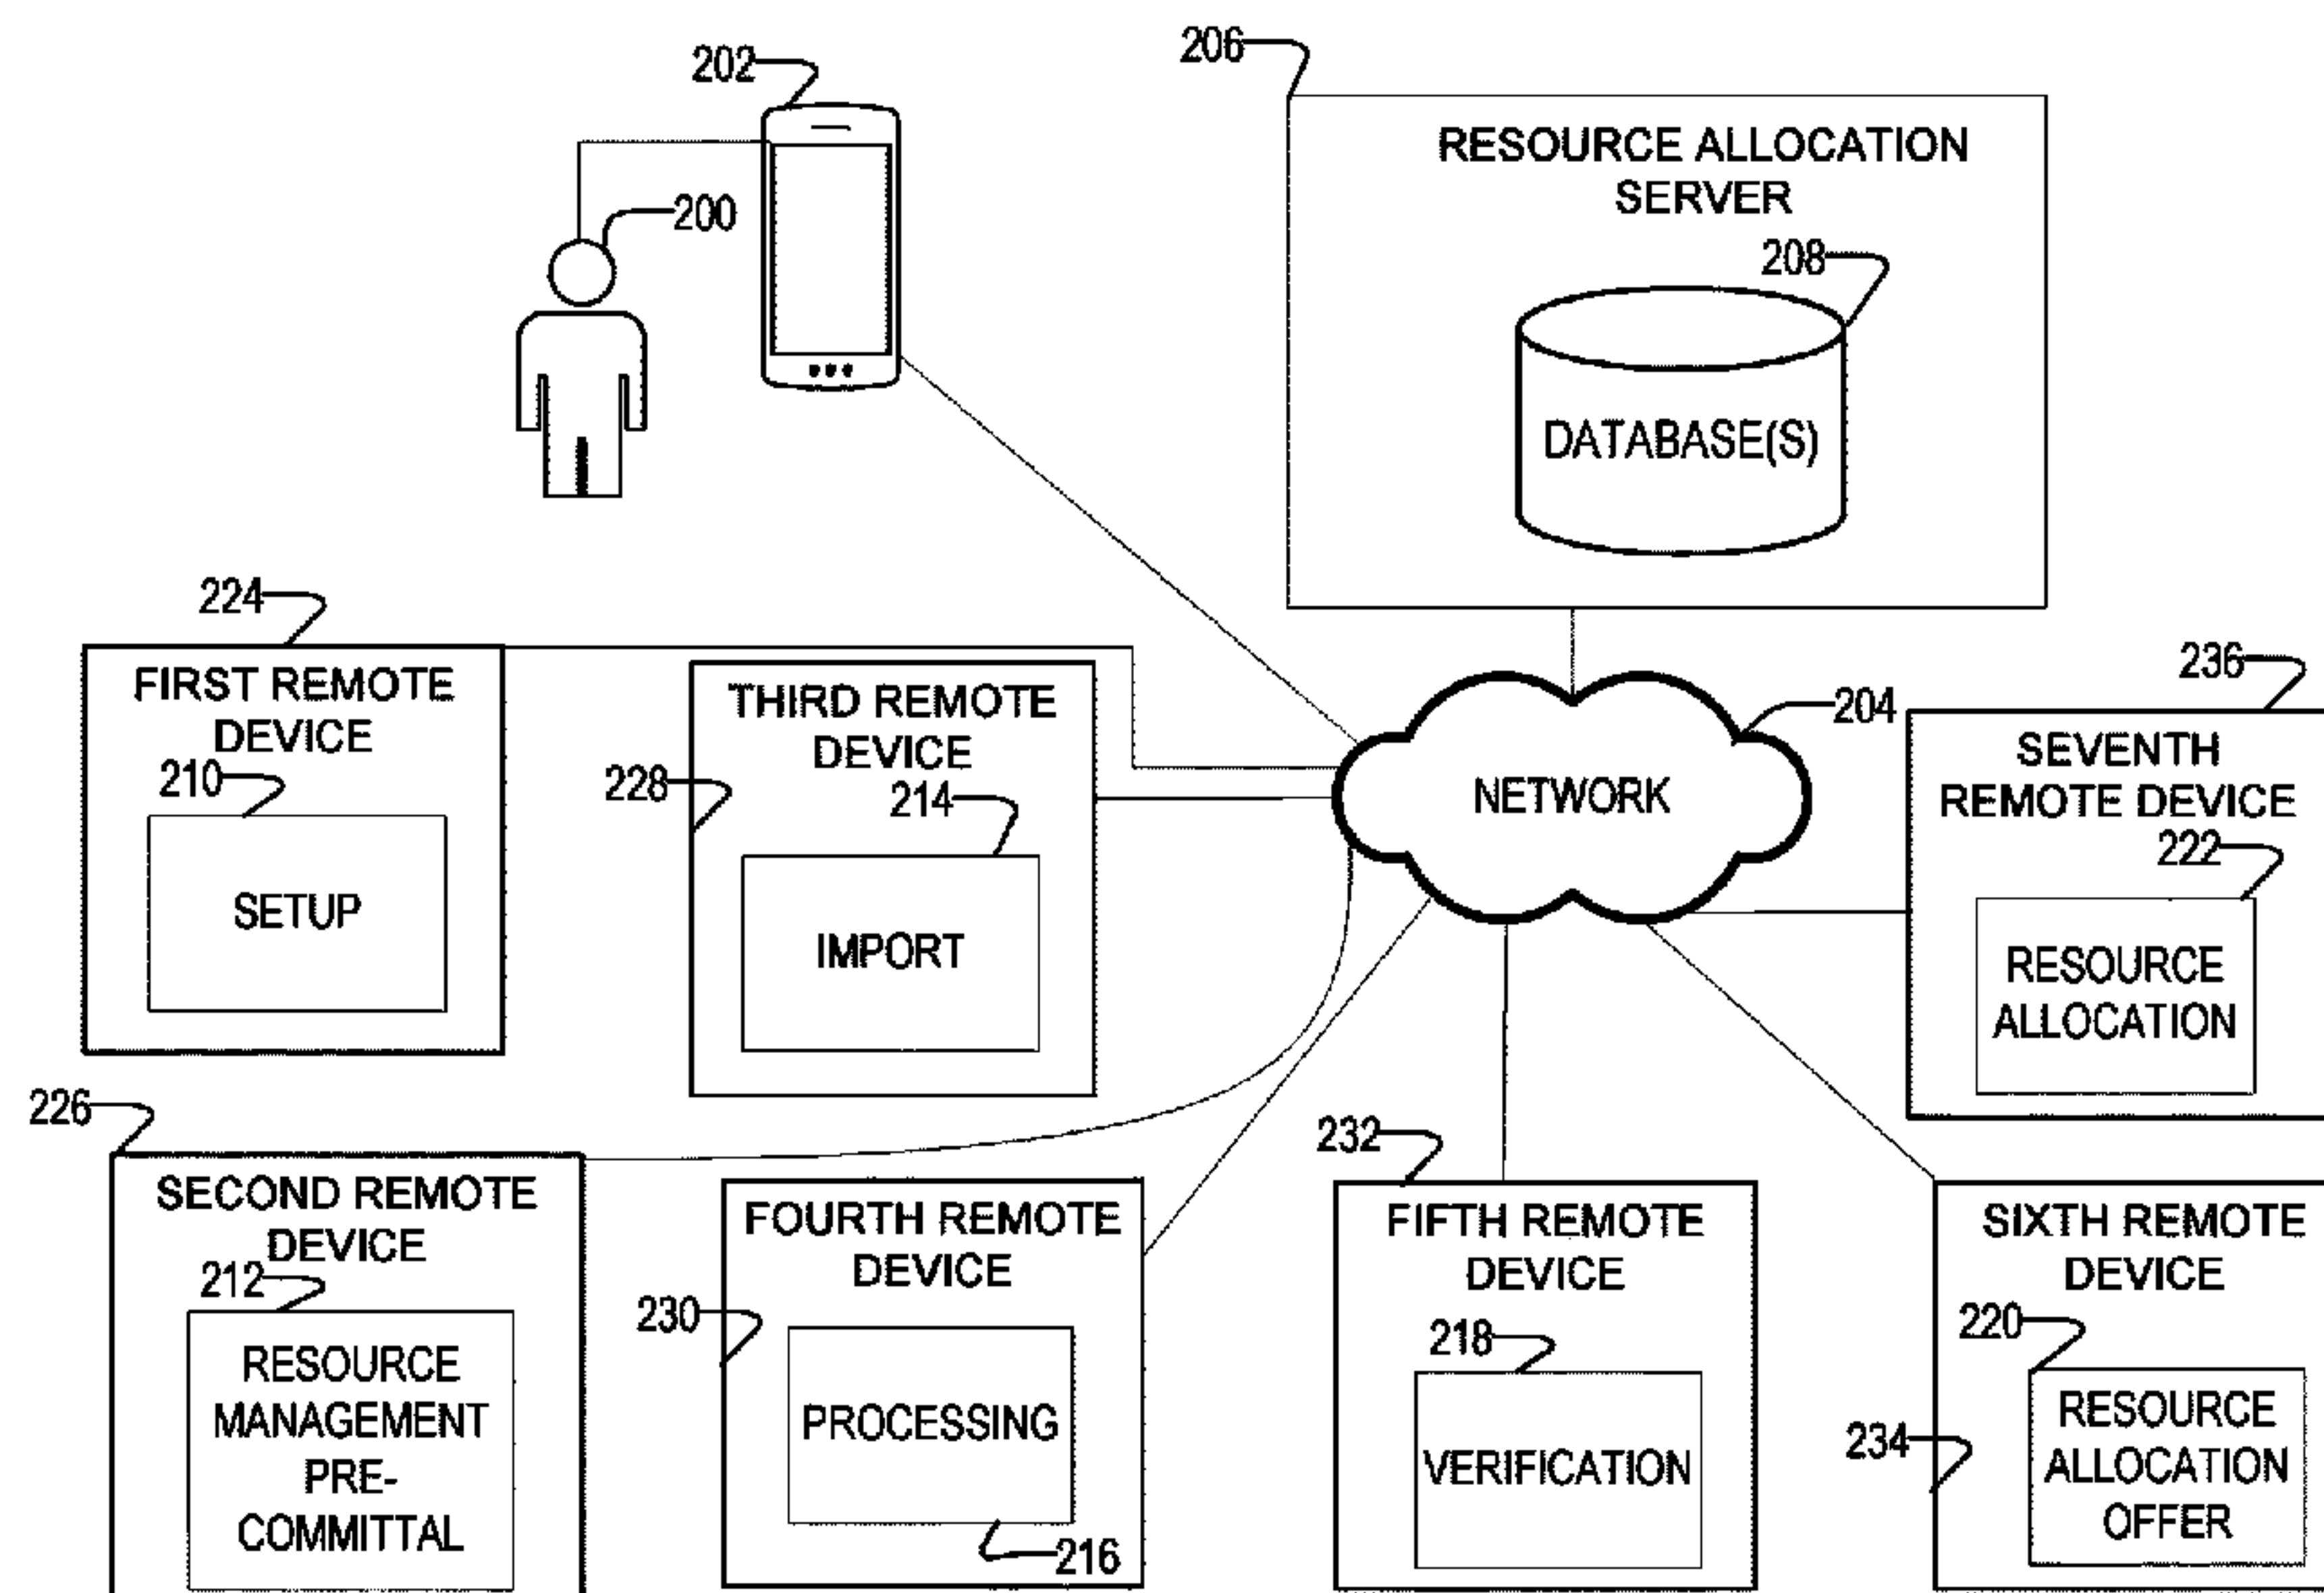 202
206
200
RESOURCE ALLOCATION
SERVER
208
DATABASE(S)
224
FIRST REMOTE
DEVICE
210
SETUP
THIRD REMOTE
DEVICE
228
214
IMPORT
NETWORK
204
236
SEVENTH
REMOTE DEVICE
222
RESOURCE
ALLOCATION
226
SECOND REMOTE
DEVICE
212
RESOURCE
MANAGEMENT
PRE-
COMMITTAL
FOURTH REMOTE
DEVICE
230
PROCESSING
216
232
FIFTH REMOTE
DEVICE
218
VERIFICATION
SIXTH REMOTE
DEVICE
220
234
RESOURCE
ALLOCATION
OFFER